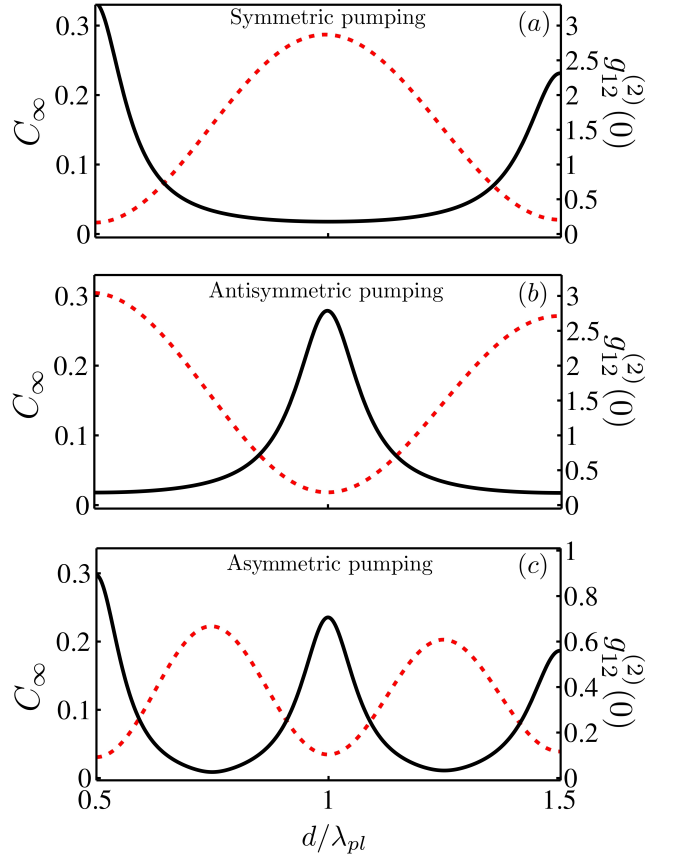 Symmetric pumping
(a)
0.3
0.2
0.1
0
C∞
3
2.5
2
1.5
1
0.5
0
g₁₂⁽²⁾(0)
Antisymmetric pumping
(b)
0.3
0.2
0.1
0
C∞
3
2.5
2
1.5
1
0.5
0
g₁₂⁽²⁾(0)
Asymmetric pumping
(c)
0.3
0.2
0.1
0
C∞
1
0.8
0.6
0.4
0.2
0
g₁₂⁽²⁾(0)
0.5 1 1.5
d/λₚₗ